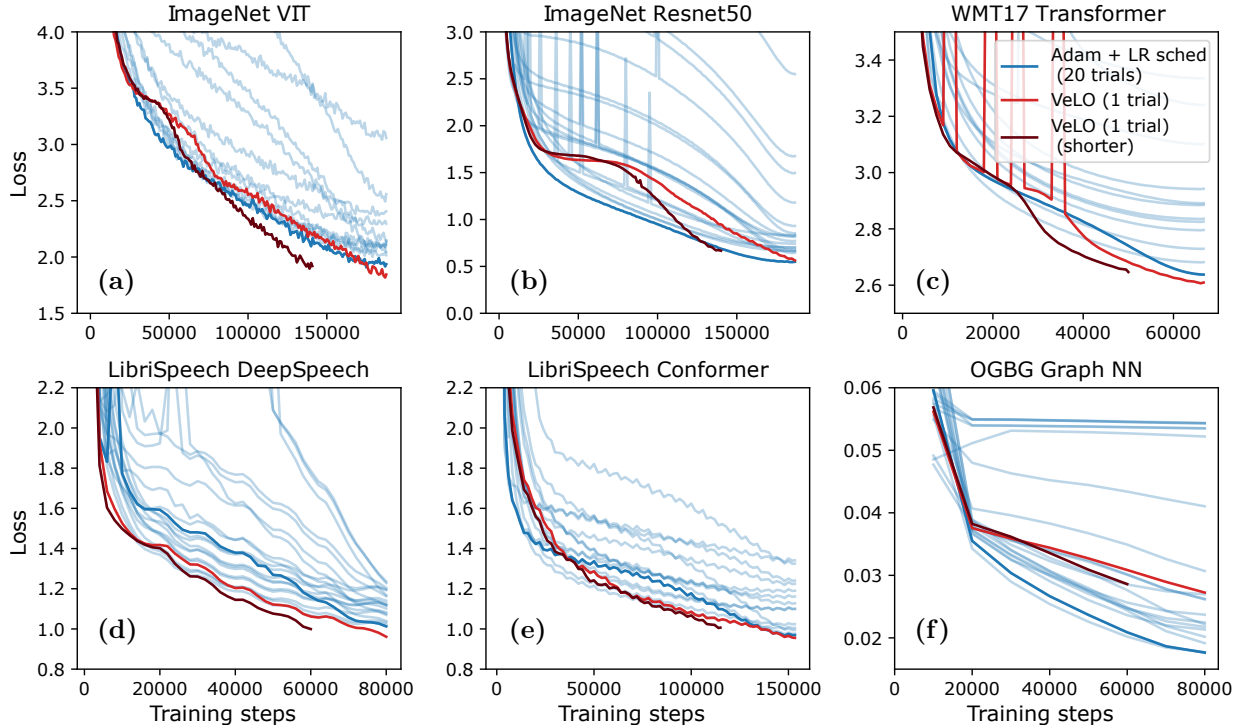 ImageNet VIT
4.0
3.5
3.0
2.5
2.0
1.5
Loss
(a)
0 50000 100000 150000
ImageNet Resnet50
3.0
2.5
2.0
1.5
1.0
0.5
0.0
(b)
0 50000 100000 150000
WMT17 Transformer
3.4
3.2
3.0
2.8
2.6
Adam + LR sched
(20 trials)
VeLO (1 trial)
VeLO (1 trial)
(shorter)
(c)
0 20000 40000 60000
LibriSpeech DeepSpeech
2.2
2.0
1.8
1.6
1.4
1.2
1.0
0.8
Loss
(d)
0 20000 40000 60000 80000
Training steps
LibriSpeech Conformer
2.2
2.0
1.8
1.6
1.4
1.2
1.0
0.8
(e)
0 50000 100000 150000
Training steps
OGBG Graph NN
0.06
0.05
0.04
0.03
0.02
(f)
0 20000 40000 60000 80000
Training steps